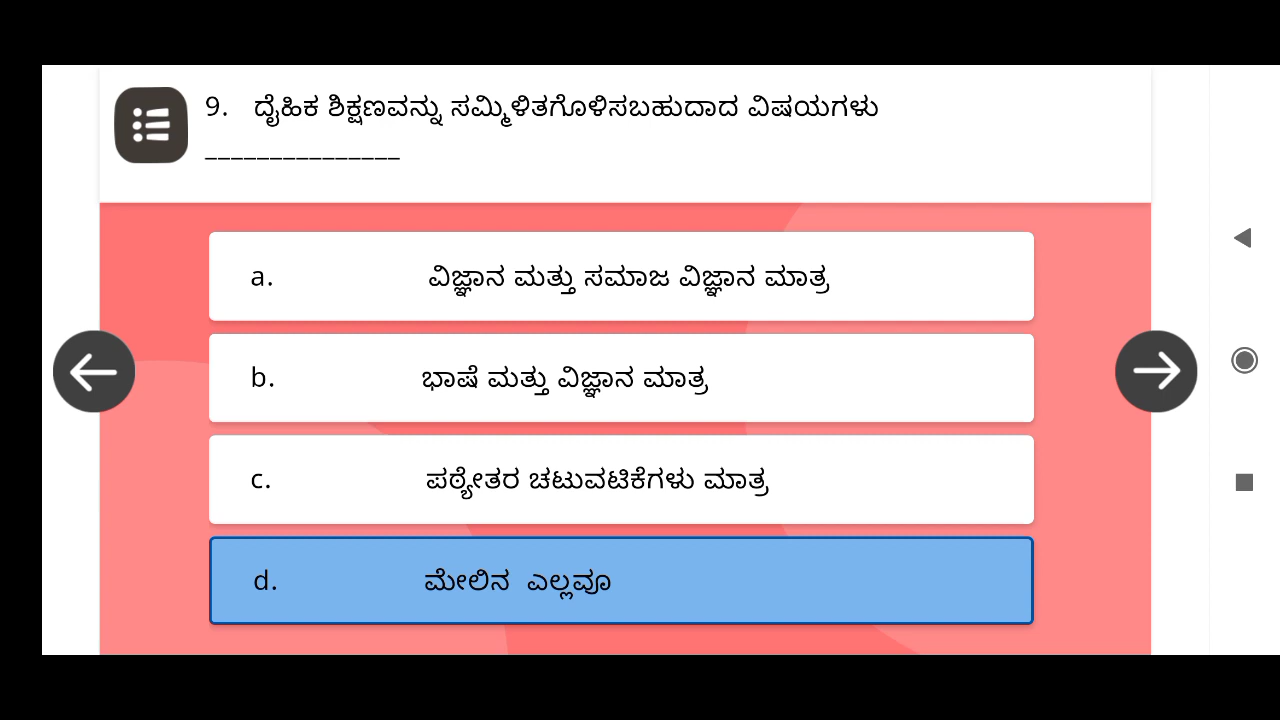 9. ದೈಹಿಕ ಶಿಕ್ಷಣವನ್ನು ಸಮ್ಮಿಳಿತಗೊಳಿಸಬಹುದಾದ ವಿಷಯಗಳು
_______________
a. ವಿಜ್ಞಾನ ಮತ್ತು ಸಮಾಜ ವಿಜ್ಞಾನ ಮಾತ್ರ
b. ಭಾಷೆ ಮತ್ತು ವಿಜ್ಞಾನ ಮಾತ್ರ
c. ಪಠ್ಯೇತರ ಚಟುವಟಿಕೆಗಳು ಮಾತ್ರ
d. ಮೇಲಿನ ಎಲ್ಲವೂ